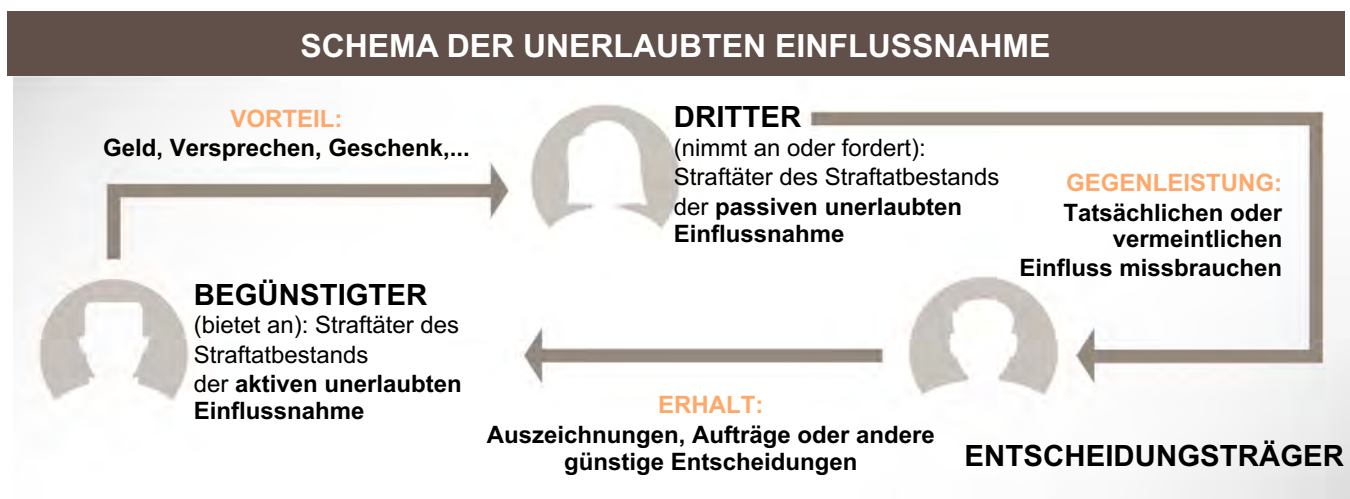 SCHEMA DER UNERLAUBTEN EINFLUSSNAHME
VORTEIL:
Geld, Versprechen, Geschenk,...
DRITTER
(nimmt an oder fordert):
Straftäter des Straftatbestands
der passiven unerlaubten
Einflussnahme
GEGENLEISTUNG:
Tatsächlichen oder
vermeintlichen
Einfluss missbrauchen
BEGÜNSTIGTER
(bietet an): Straftäter des
Straftatbestands
der aktiven unerlaubten
Einflussnahme
ERHALT:
Auszeichnungen, Aufträge oder andere
günstige Entscheidungen
ENTSCHEIDUNGSTRÄGER